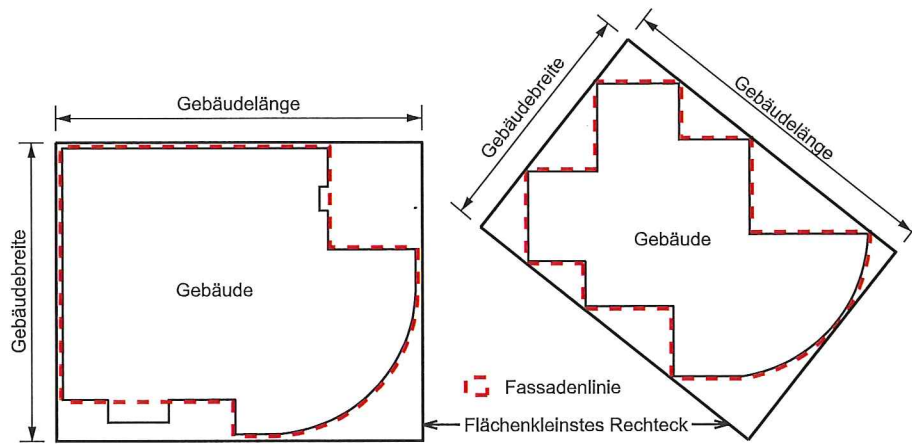 Gebäudelänge
Gebäudebreite
Gebäude
Gebäudebreite
Gebäudelänge
Gebäude
Fassadenlinie
Flächenkleinstes Rechteck